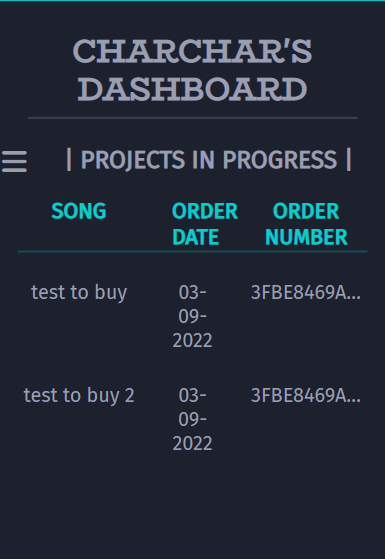 CHARCHAR'S
DASHBOARD
| PROJECTS IN PROGRESS |
SONG ORDER DATE ORDER NUMBER
test to buy 03-09-2022 3FBE8469A...
test to buy 2 03-09-2022 3FBE8469A...